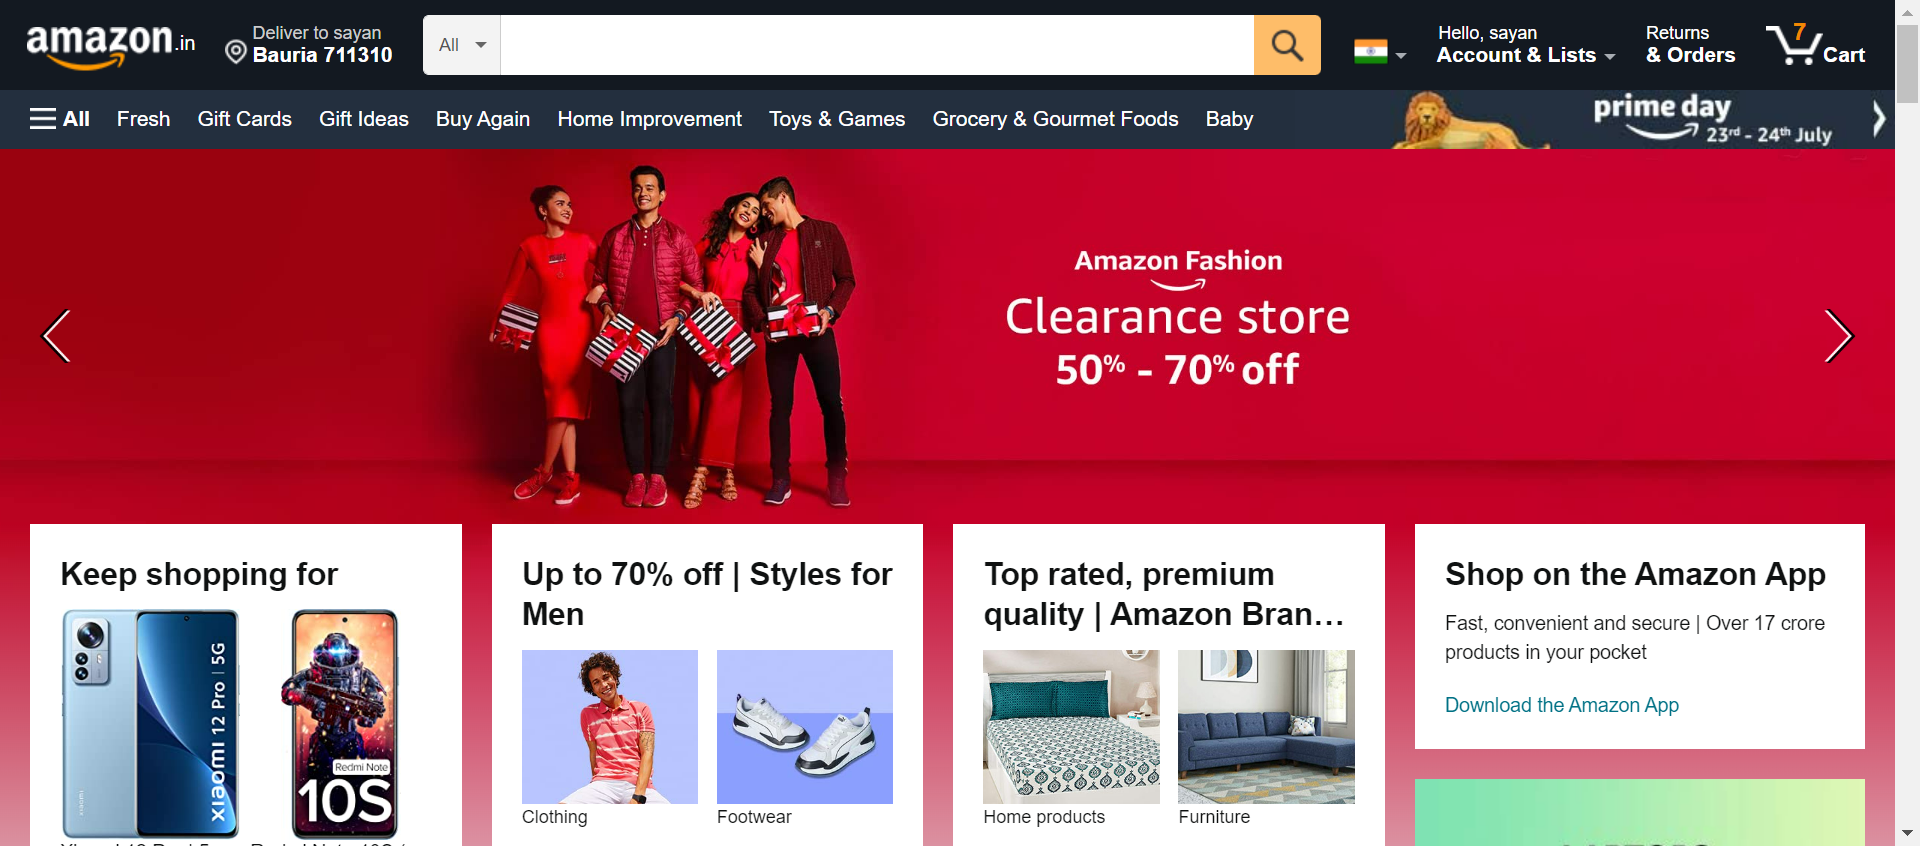 amazon.in
Deliver to sayan
Bauria 711310
All
Hello, sayan
Account & Lists
Returns
& Orders
7
Cart
All
Fresh
Gift Cards
Gift Ideas
Buy Again
Home Improvement
Toys & Games
Grocery & Gourmet Foods
Baby
prime day
23rd - 24th July
Amazon Fashion
Clearance store
50% - 70% off
Keep shopping for
xiaomi 12 Pro | 5G
Redmi Note
10S
Up to 70% off | Styles for
Men
Clothing
Footwear
Top rated, premium
quality | Amazon Bran…
Home products
Furniture
Shop on the Amazon App
Fast, convenient and secure | Over 17 crore
products in your pocket
Download the Amazon App